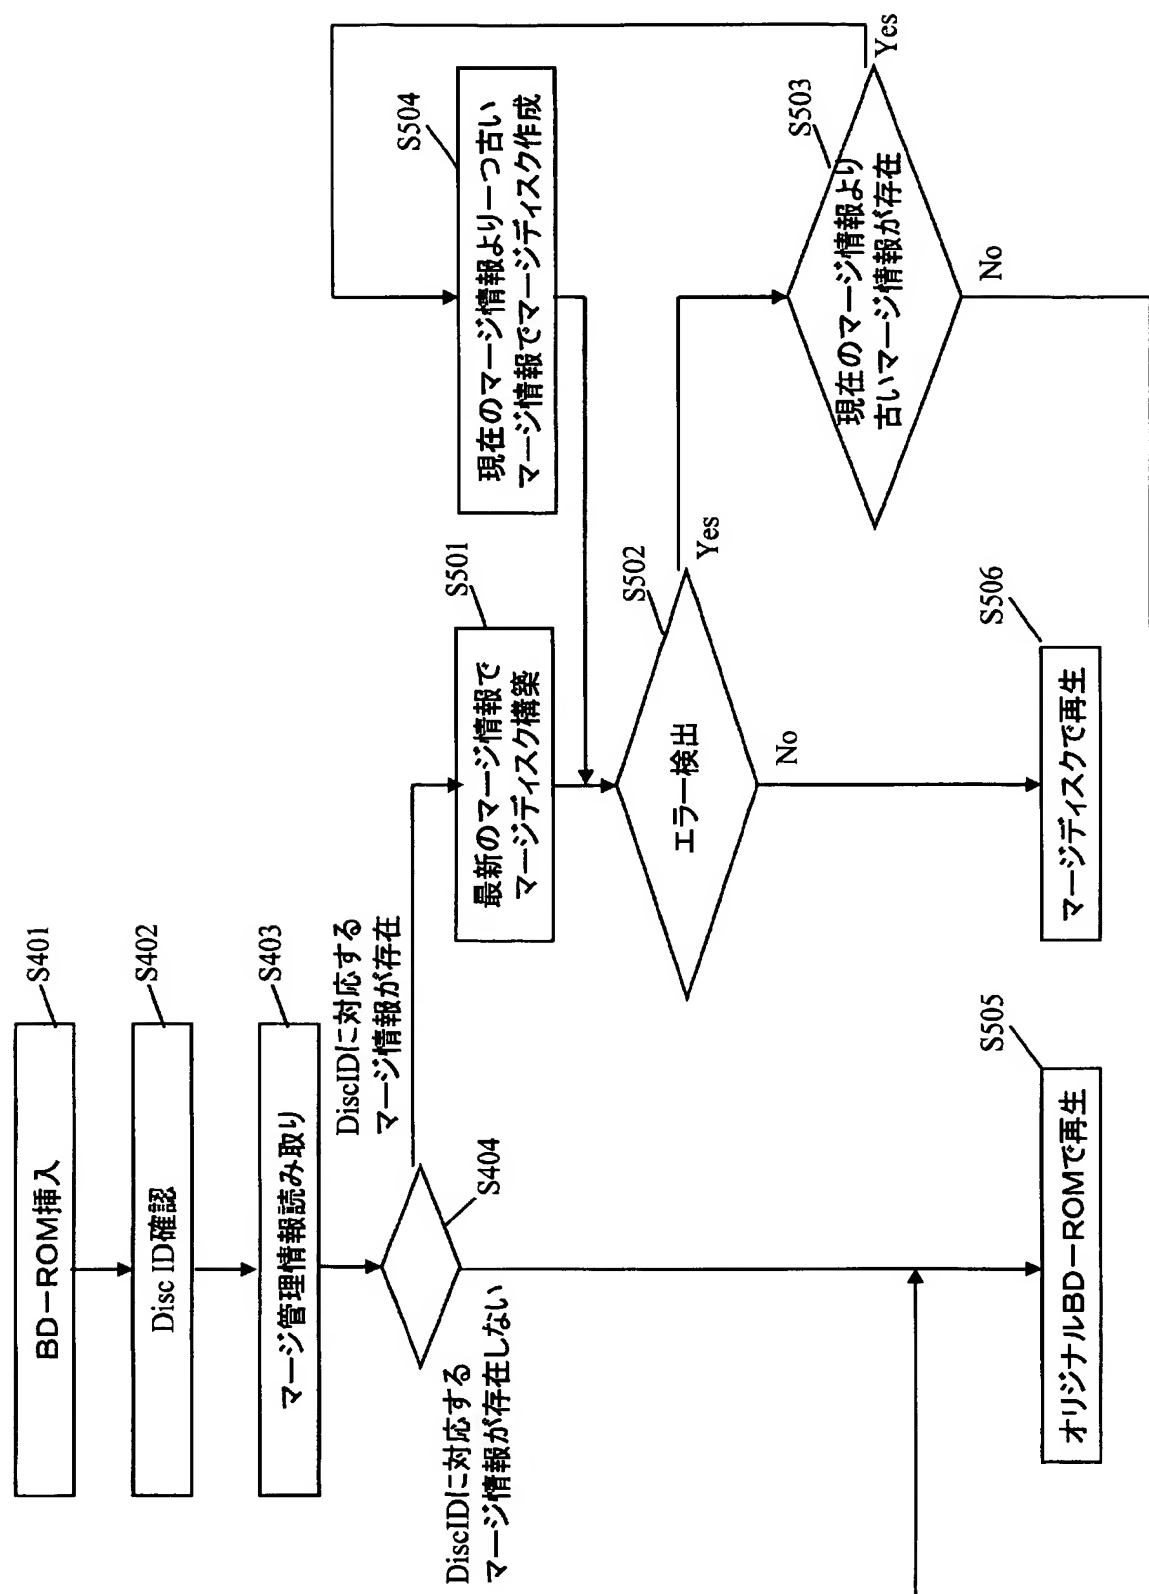 BD－ROM挿入
S401
Disc ID確認
S402
マージ管理情報読み取り
S403
S404
DiscIDに対応する
マージ情報が存在
DiscIDに対応する
マージ情報が存在しない
最新のマージ情報で
マージディスク構築
S501
現在のマージ情報より一つ古い
マージ情報でマージディスク作成
S504
エラー検出
S502
Yes
No
現在のマージ情報より
古いマージ情報が存在
S503
Yes
No
オリジナルBD－ROMで再生
S505
マージディスクで再生
S506